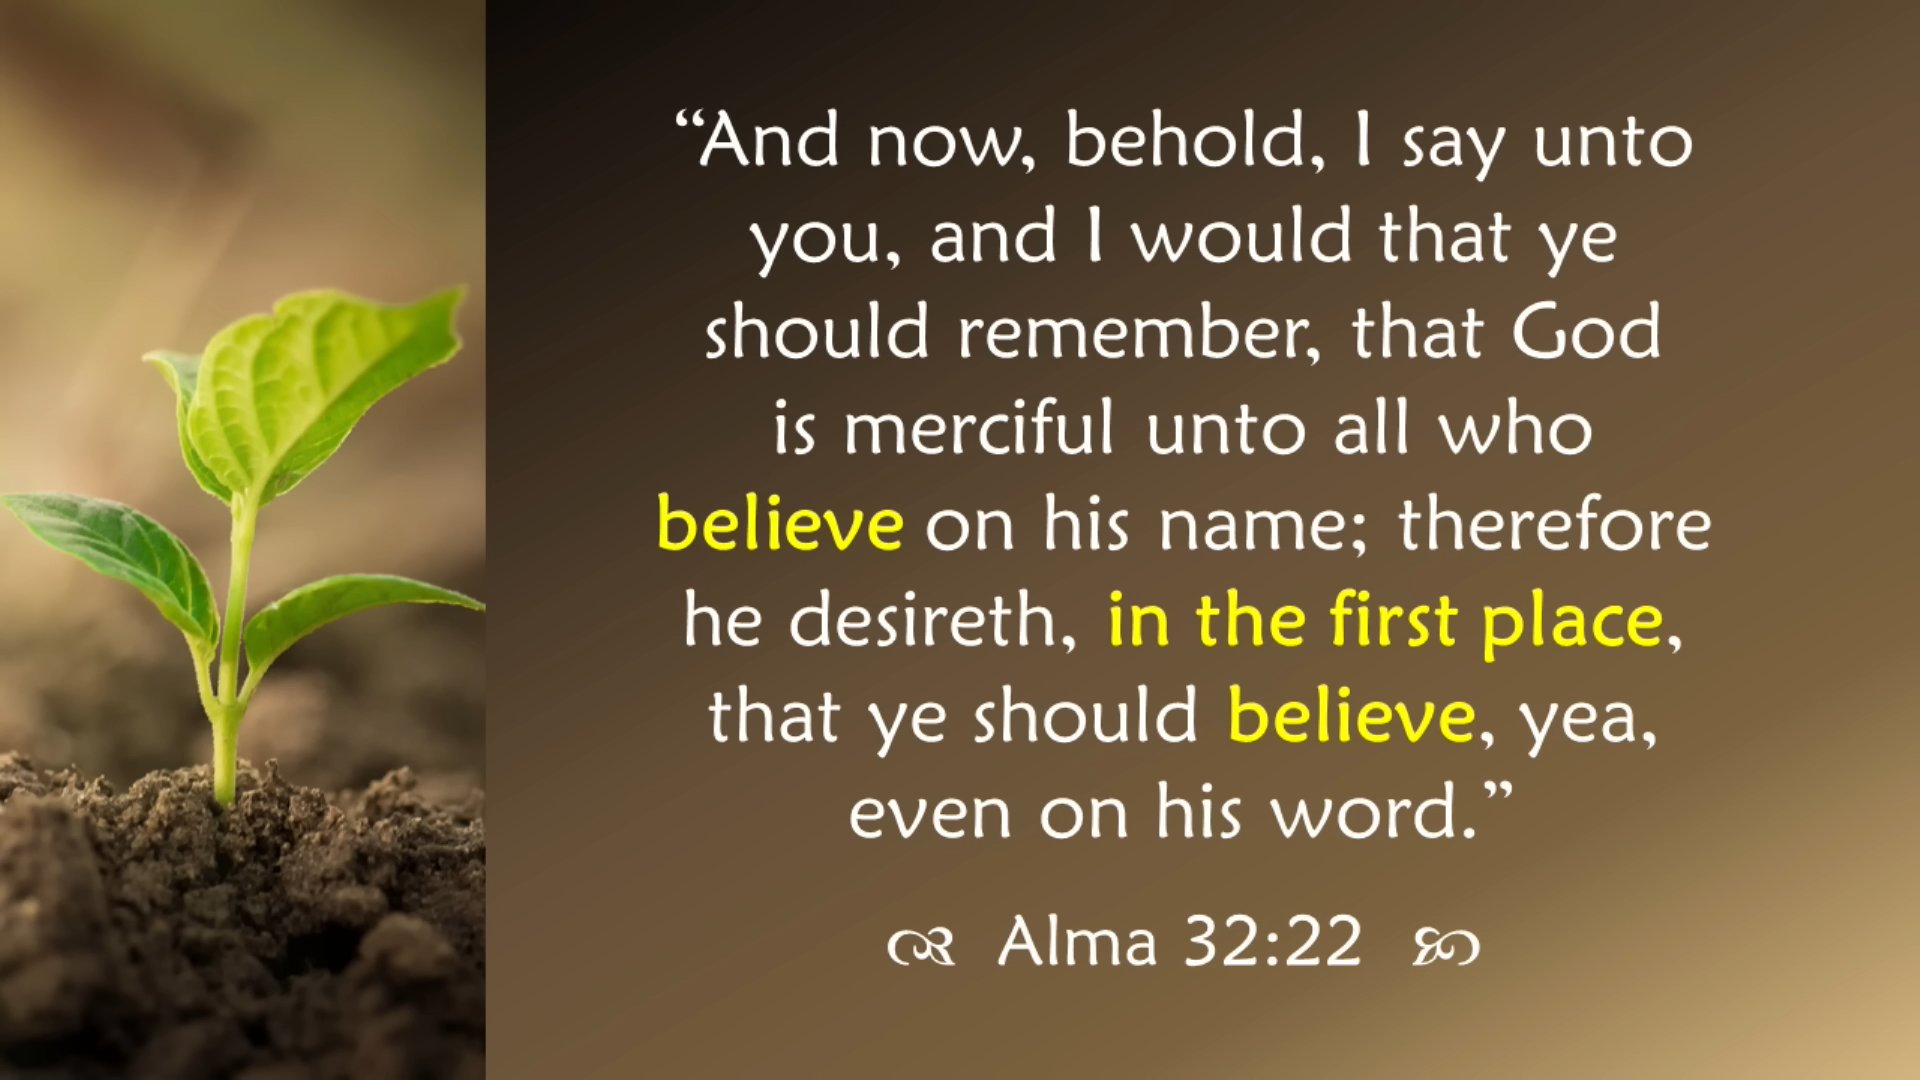 “And now, behold, I say unto
you, and I would that ye
should remember, that God
is merciful unto all who
believe on his name; therefore
he desireth, in the first place,
that ye should believe, yea,
even on his word.”
Alma 32:22